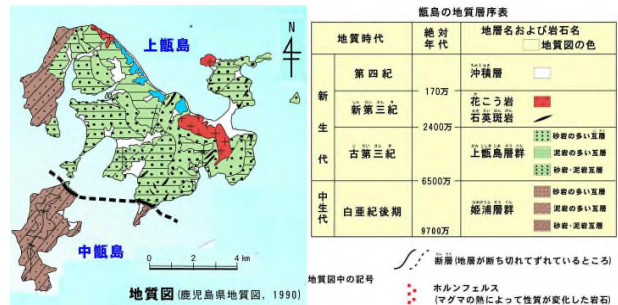 N
上甑島
中甑島
0 2 4 km
地質図(鹿児島県地質図, 1990)
甑島の地質層序表
地質時代 絶対年代 地層名および岩石名
地質図の色
新生代 第四紀 沖積層
170万
新第三紀 花こう岩
石英斑岩
2400万
古第三紀 上甑島層群 砂岩の多い互層
泥岩の多い互層
砂岩・泥岩互層
6500万
中生代 白亜紀後期 姫浦層群 砂岩の多い互層
泥岩の多い互層
砂岩・泥岩互層
9700万
地質図中の記号
断層(地層が断ち切れてずれているところ)
ホルンフェルス
(マグマの熱によって性質が変化した岩石)